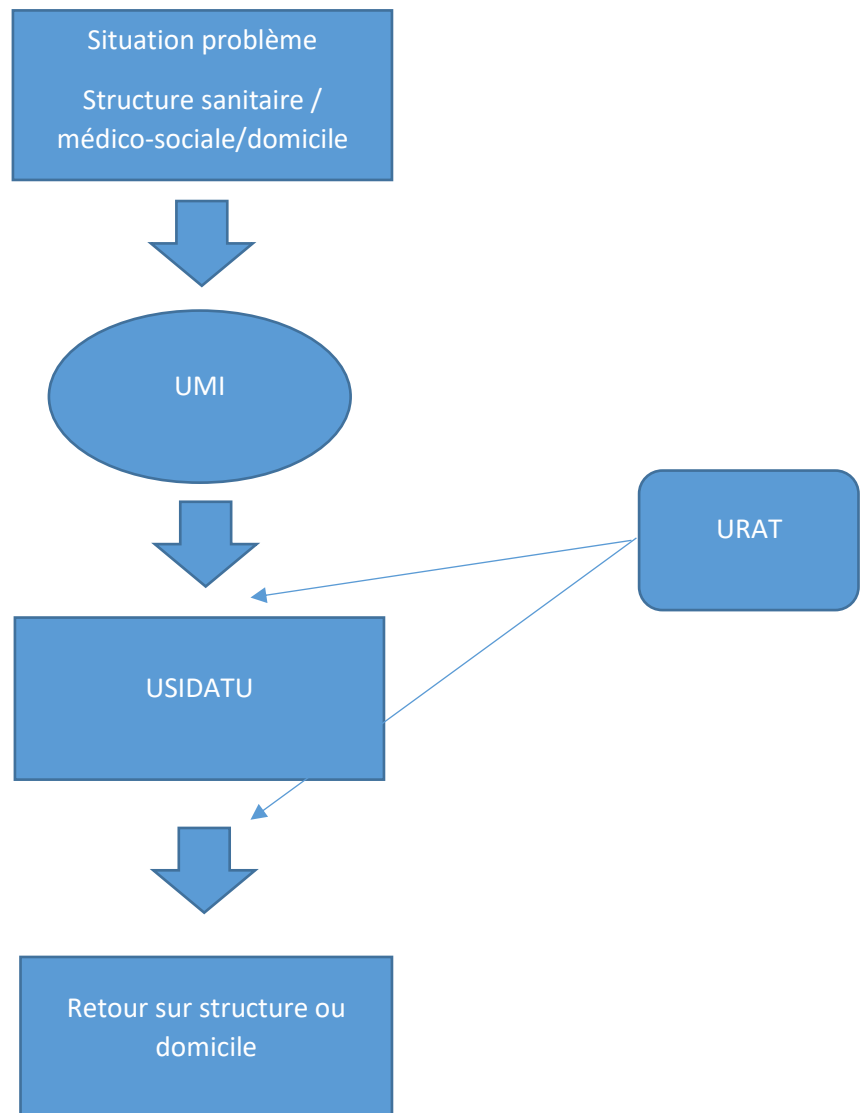 Situation problème
Structure sanitaire /
médico-sociale/domicile
UMI
URAT
USIDATU
Retour sur structure ou
domicile